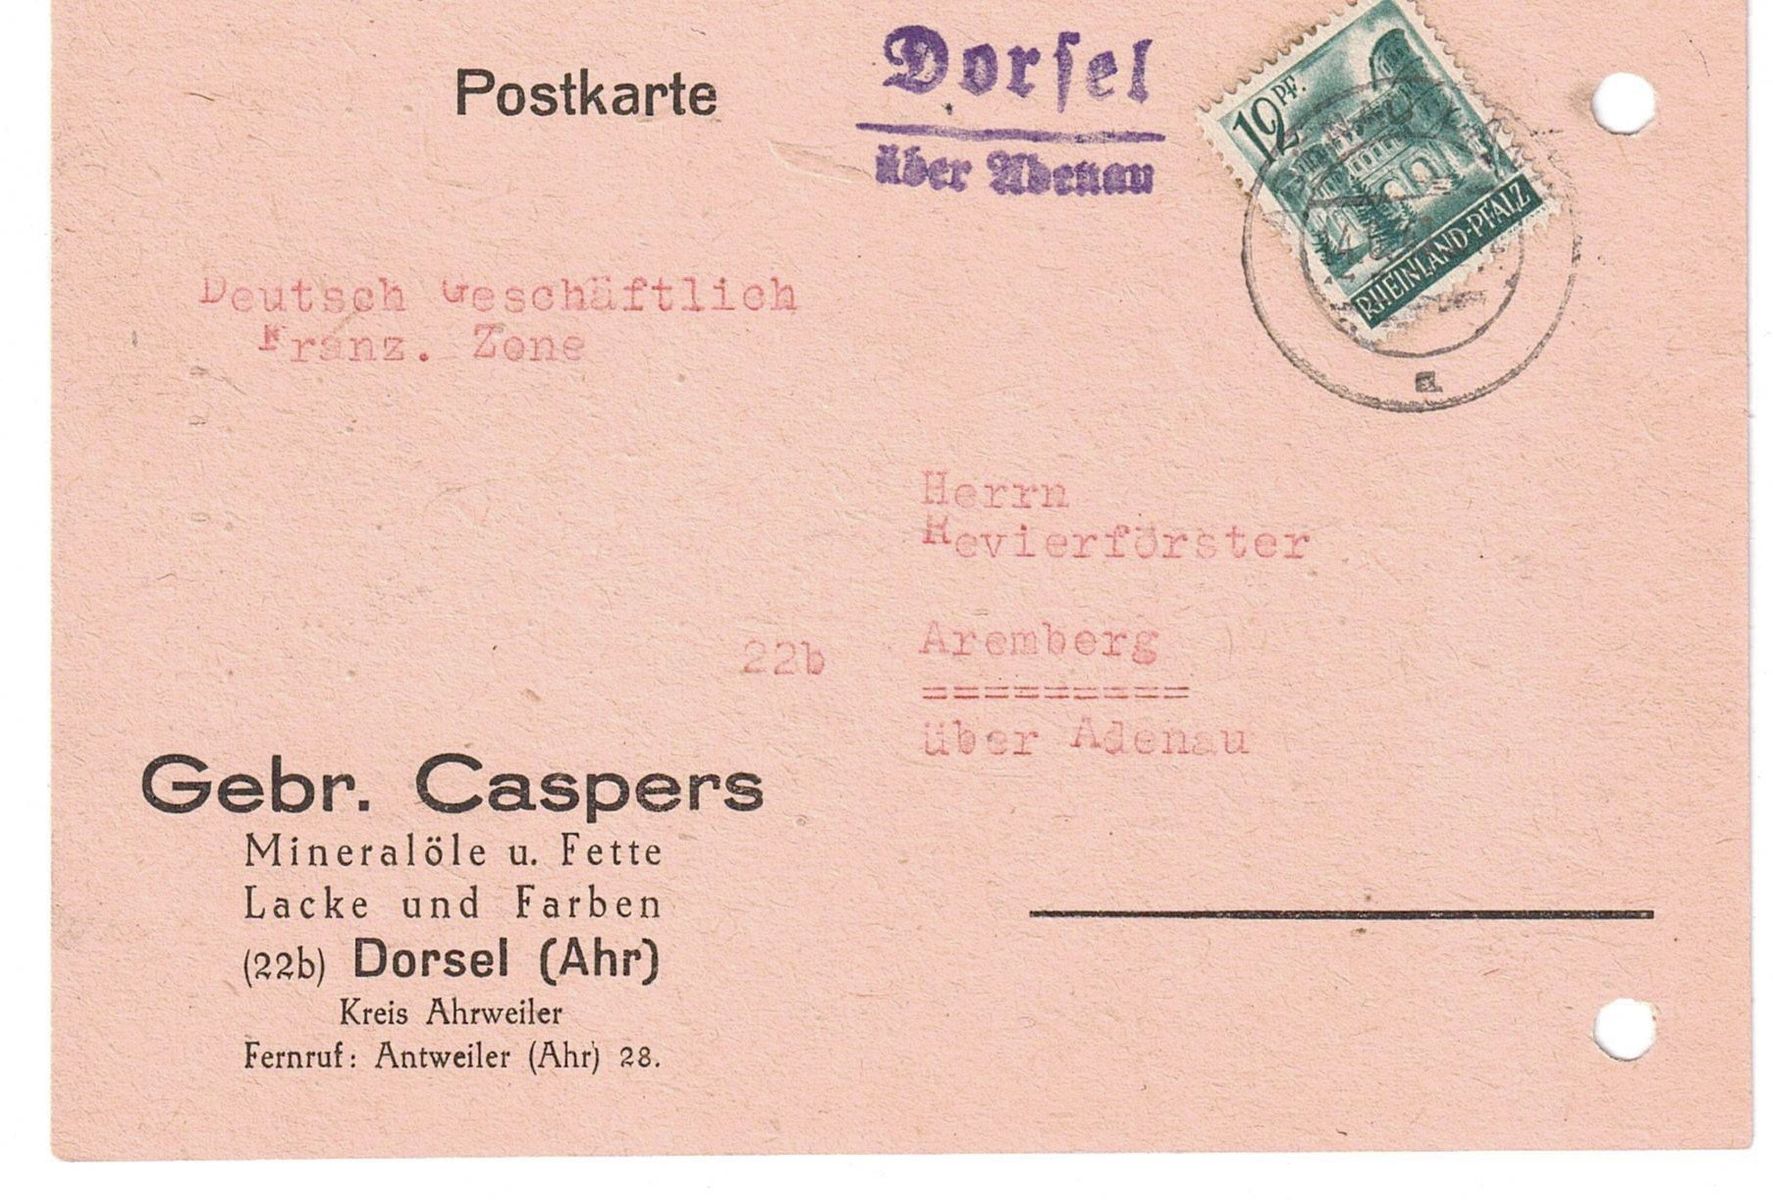 Postkarte
Dorsel
über Adenau
12 PF.
RHEINLAND-PFALZ
a
Deutsch Geschäftlich
Franz. Zone
Herrn
Revierförster
22b Aremberg
=========
über Adenau
Gebr. Caspers
Mineralöle u. Fette
Lacke und Farben
(22b) Dorsel (Ahr)
Kreis Ahrweiler
Fernruf: Antweiler (Ahr) 28.